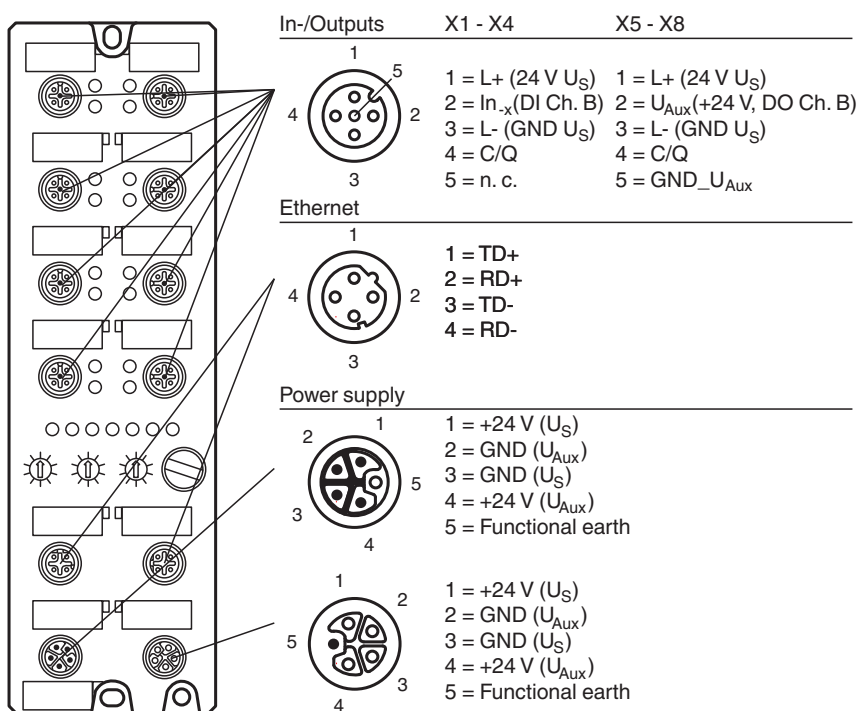 In-/Outputs X1 - X4 X5 - X8
1
5
4
2
3
1 = L+ (24 V US) 1 = L+ (24 V US)
2 = In-x(DI Ch. B) 2 = UAux(+24 V, DO Ch. B)
3 = L- (GND US) 3 = L- (GND US)
4 = C/Q 4 = C/Q
5 = n. c. 5 = GND_UAux
Ethernet
1
4
2
3
1 = TD+
2 = RD+
3 = TD-
4 = RD-
Power supply
2
1
5
3
4
1 = +24 V (US)
2 = GND (UAux)
3 = GND (US)
4 = +24 V (UAux)
5 = Functional earth
1
2
5
3
4
1 = +24 V (US)
2 = GND (UAux)
3 = GND (US)
4 = +24 V (UAux)
5 = Functional earth